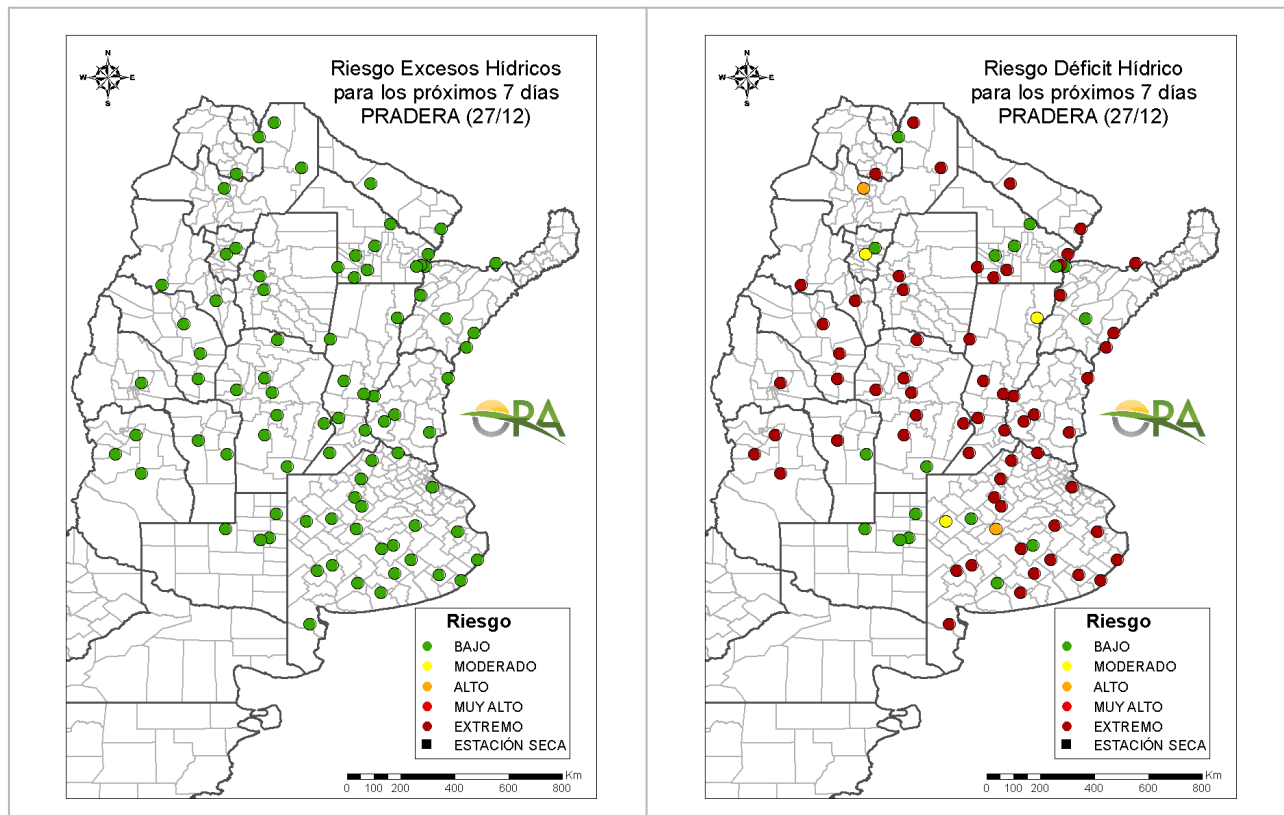 N
W E
S
Riesgo Excesos Hídricos
para los próximos 7 días
PRADERA (27/12)
ORA
Riesgo
BAJO
MODERADO
ALTO
MUY ALTO
EXTREMO
ESTACIÓN SECA
Km
0 100 200 400 600 800
N
W E
S
Riesgo Déficit Hídrico
para los próximos 7 días
PRADERA (27/12)
ORA
Riesgo
BAJO
MODERADO
ALTO
MUY ALTO
EXTREMO
ESTACIÓN SECA
Km
0 100 200 400 600 800